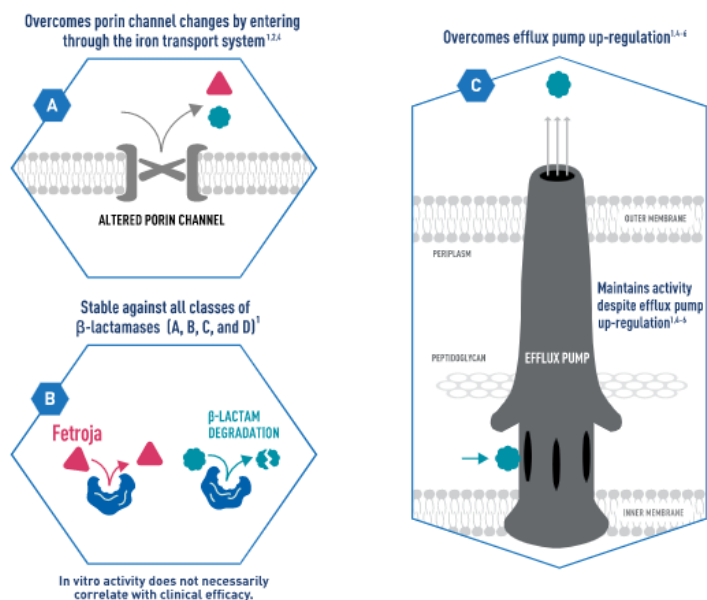 Overcomes porin channel changes by entering
through the iron transport system¹,²,⁴
A
ALTERED PORIN CHANNEL
Stable against all classes of
β-lactamases (A, B, C, and D)¹
B
Fetroja
β-LACTAM
DEGRADATION
In vitro activity does not necessarily
correlate with clinical efficacy.
Overcomes efflux pump up-regulation¹,⁴⁻⁶
C
OUTER MEMBRANE
PERIPLASM
Maintains activity
despite efflux pump
up-regulation¹,⁴⁻⁶
PEPTIDOGLYCAN
EFFLUX PUMP
INNER MEMBRANE